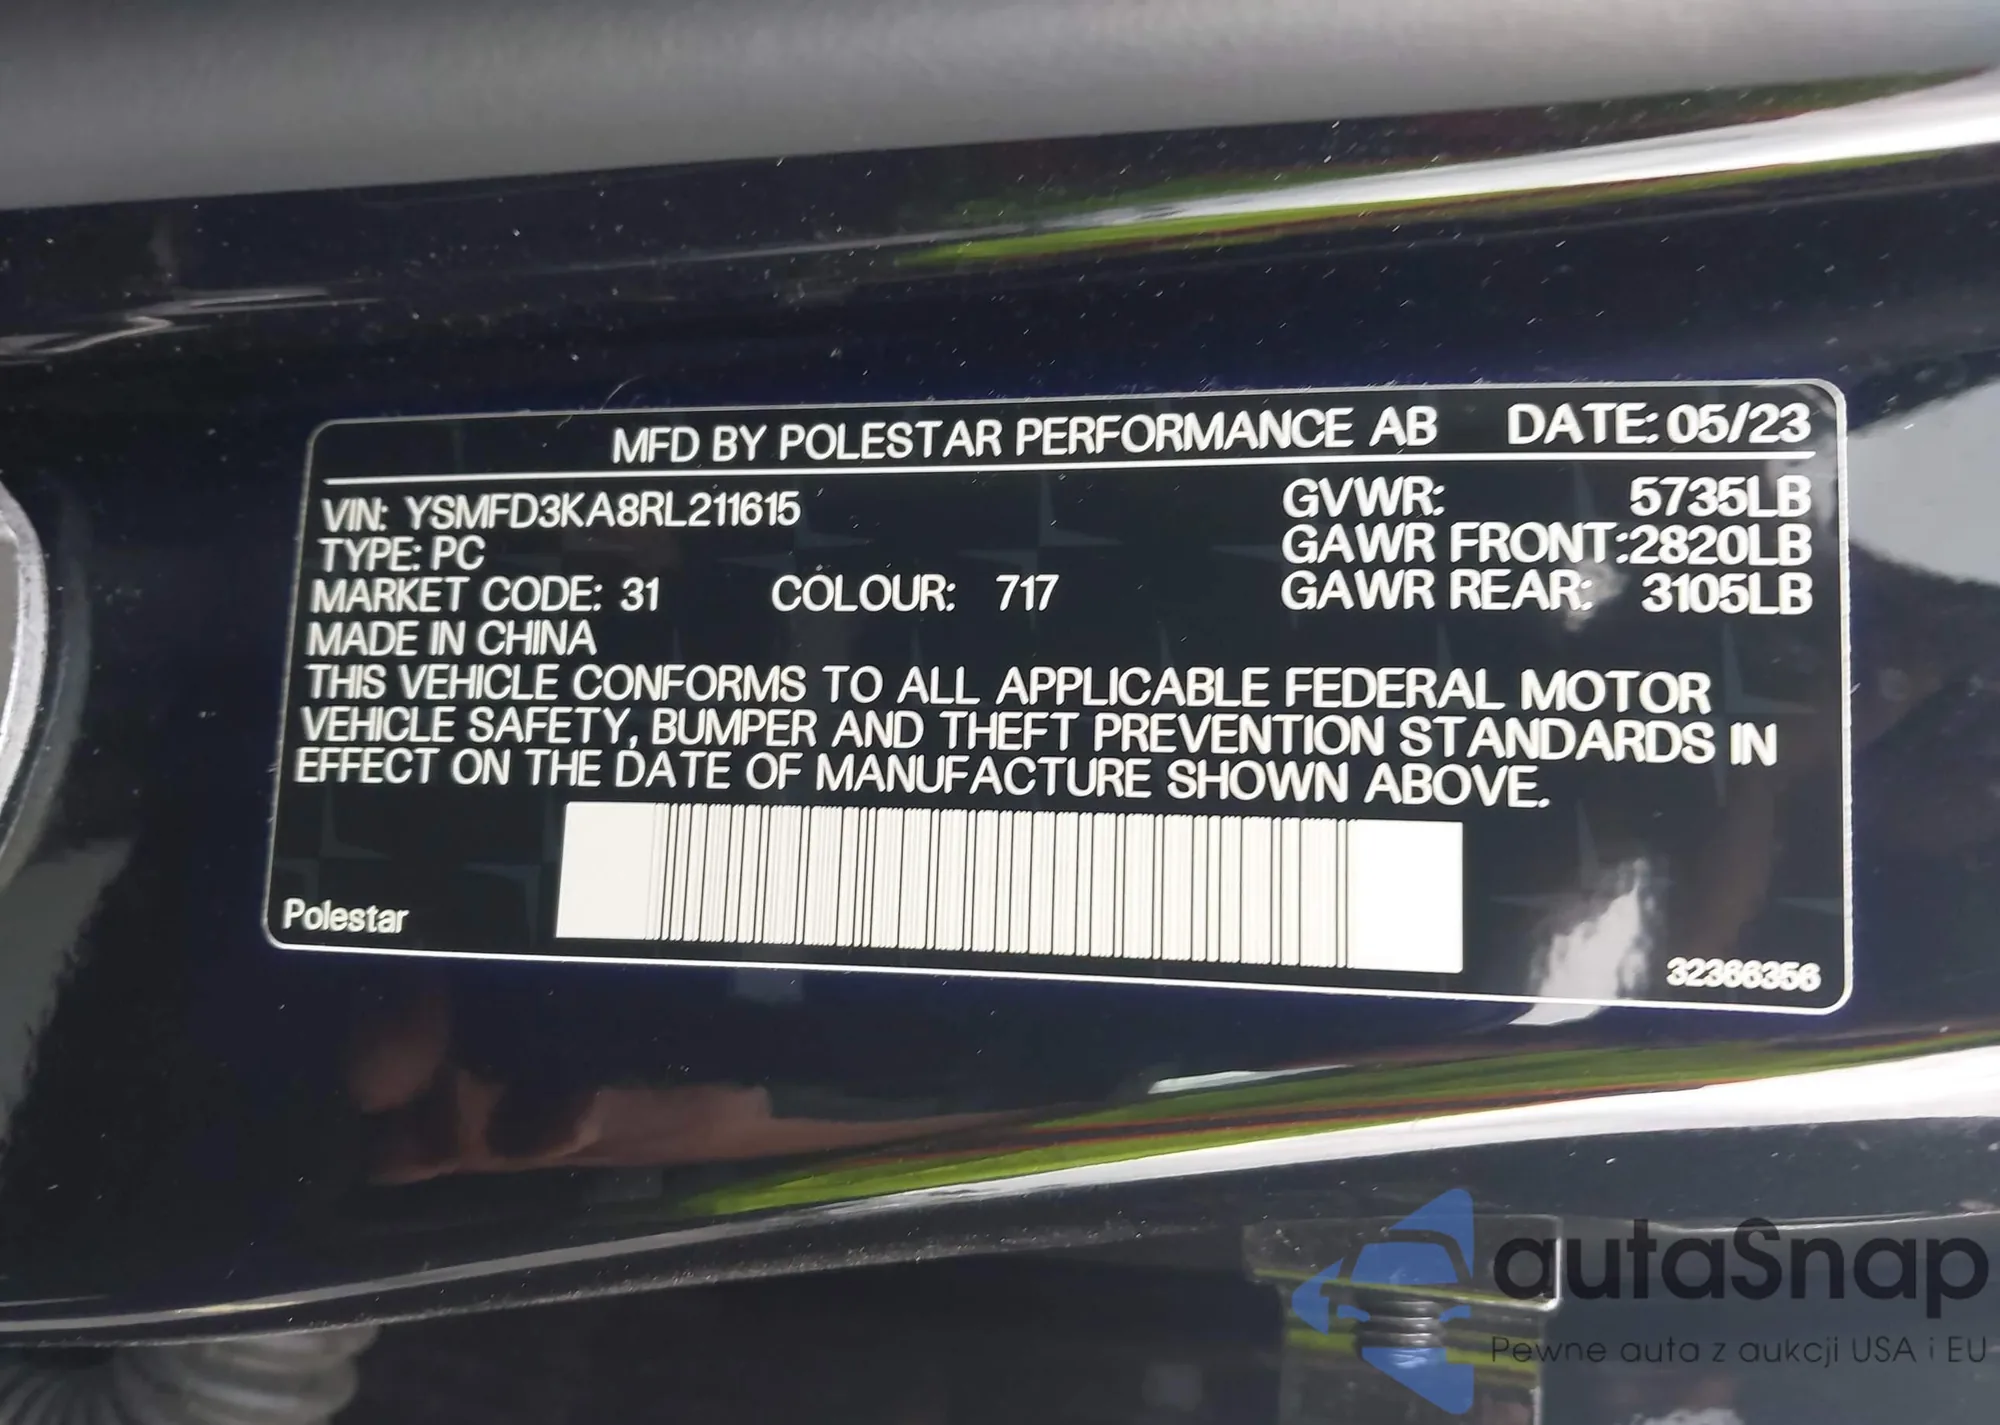 MFD BY POLESTAR PERFORMANCE AB DATE: 05/23
VIN: YSMFD3KA8RL211615 GVWR: 5735LB
TYPE: PC GAWR FRONT:2820LB
MARKET CODE: 31 COLOUR: 717 GAWR REAR: 3105LB
MADE IN CHINA
THIS VEHICLE CONFORMS TO ALL APPLICABLE FEDERAL MOTOR
VEHICLE SAFETY, BUMPER AND THEFT PREVENTION STANDARDS IN
EFFECT ON THE DATE OF MANUFACTURE SHOWN ABOVE.
Polestar
32366356
autaSnap
Pewne auta z aukcji USA i EU